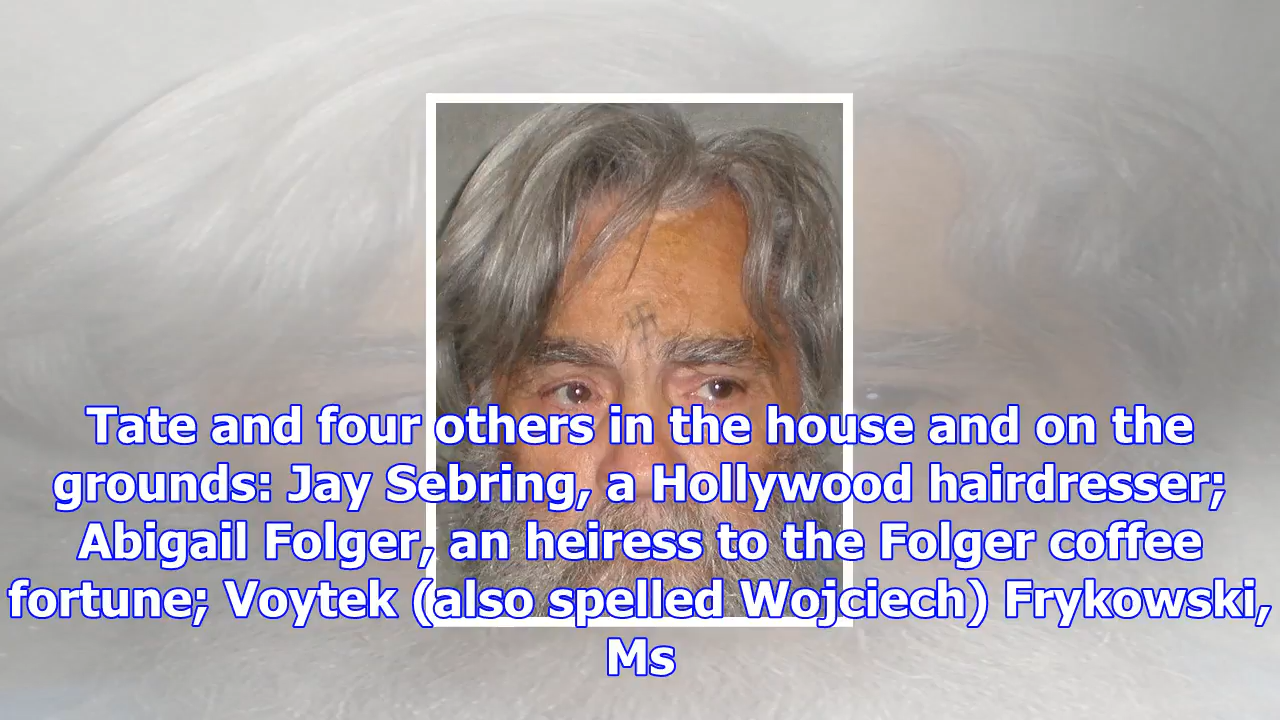 Tate and four others in the house and on the
grounds: Jay Sebring, a Hollywood hairdresser;
Abigail Folger, an heiress to the Folger coffee
fortune; Voytek (also spelled Wojciech) Frykowski,
Ms